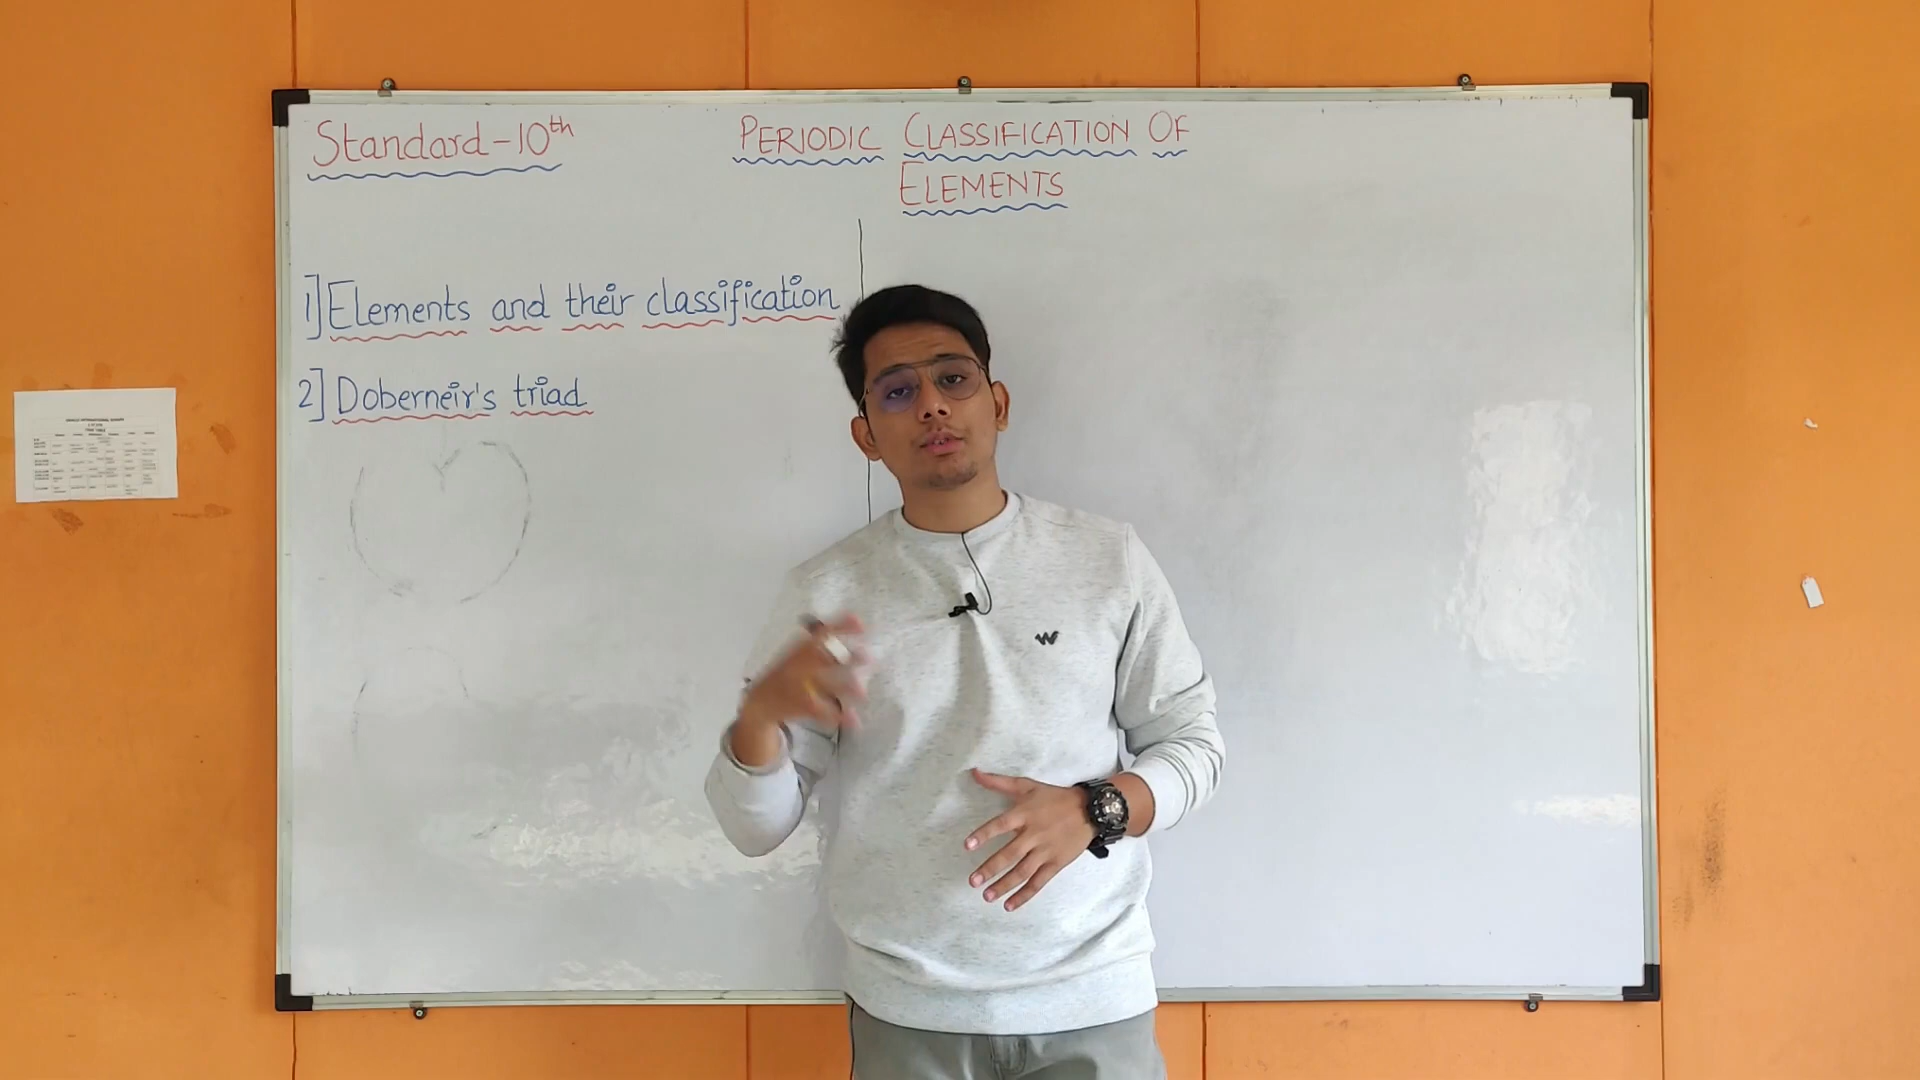 Standard-10th
PERIODIC CLASSIFICATION OF
ELEMENTS
1] Elements and their classification
2] Doberneir's triad
W